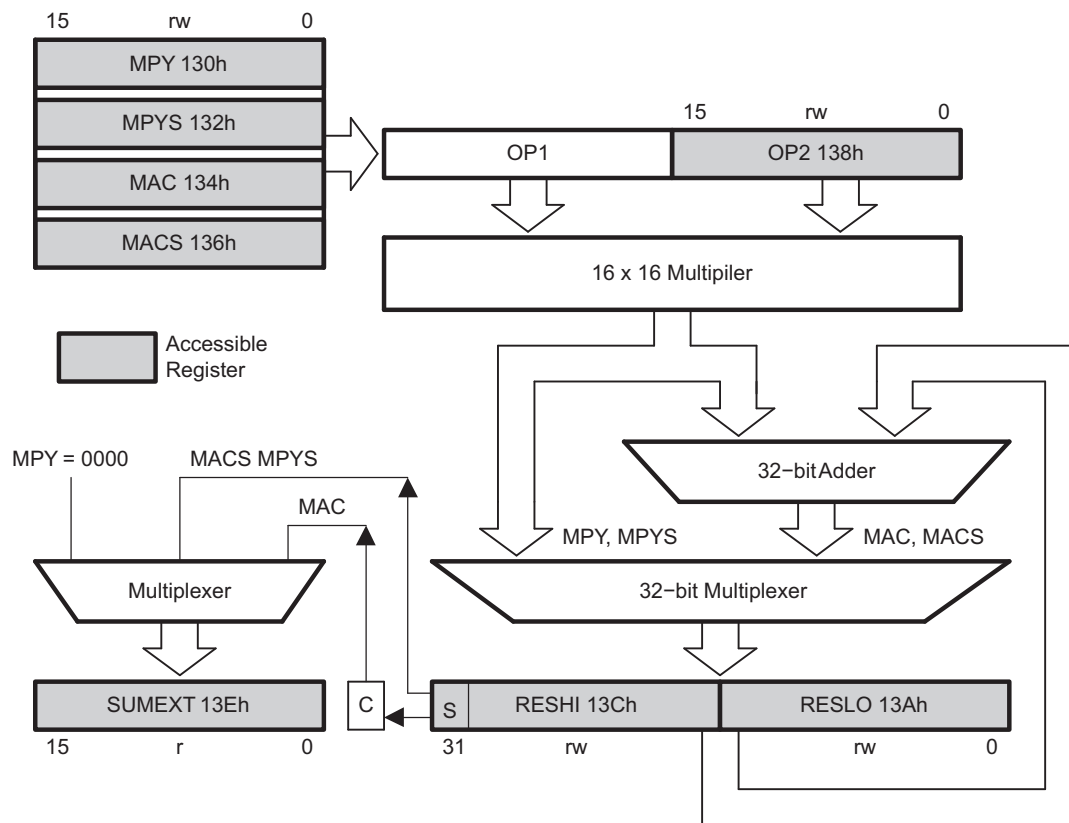 15 rw 0
MPY 130h
MPYS 132h
MAC 134h
MACS 136h
15 rw 0
OP1
OP2 138h
16 x 16 Multipiler
Accessible
Register
32−bitAdder
MPY = 0000
MACS MPYS
MAC
MPY, MPYS
MAC, MACS
Multiplexer
32−bit Multiplexer
SUMEXT 13Eh
C
S
RESHI 13Ch
RESLO 13Ah
15 r 0
31 rw
rw 0